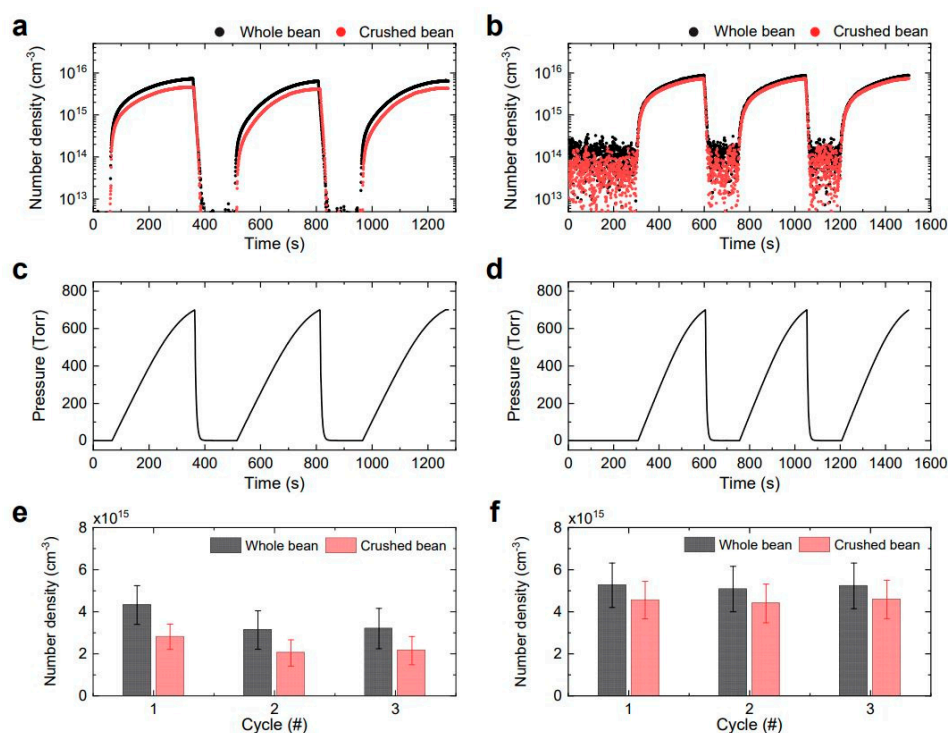 a
Whole bean Crushed bean
Number density (cm⁻³)
10¹⁶
10¹⁵
10¹⁴
10¹³
0 200 400 600 800 1000 1200
Time (s)
b
Whole bean Crushed bean
Number density (cm⁻³)
10¹⁶
10¹⁵
10¹⁴
10¹³
0 200 400 600 800 1000 1200 1400 1600
Time (s)
c
Pressure (Torr)
800
600
400
200
0
0 200 400 600 800 1000 1200
Time (s)
d
Pressure (Torr)
800
600
400
200
0
0 200 400 600 800 1000 1200 1400 1600
Time (s)
e
x10¹⁵
Whole bean Crushed bean
Number density (cm⁻³)
8
6
4
2
0
1 2 3
Cycle (#)
f
x10¹⁵
Whole bean Crushed bean
Number density (cm⁻³)
8
6
4
2
0
1 2 3
Cycle (#)